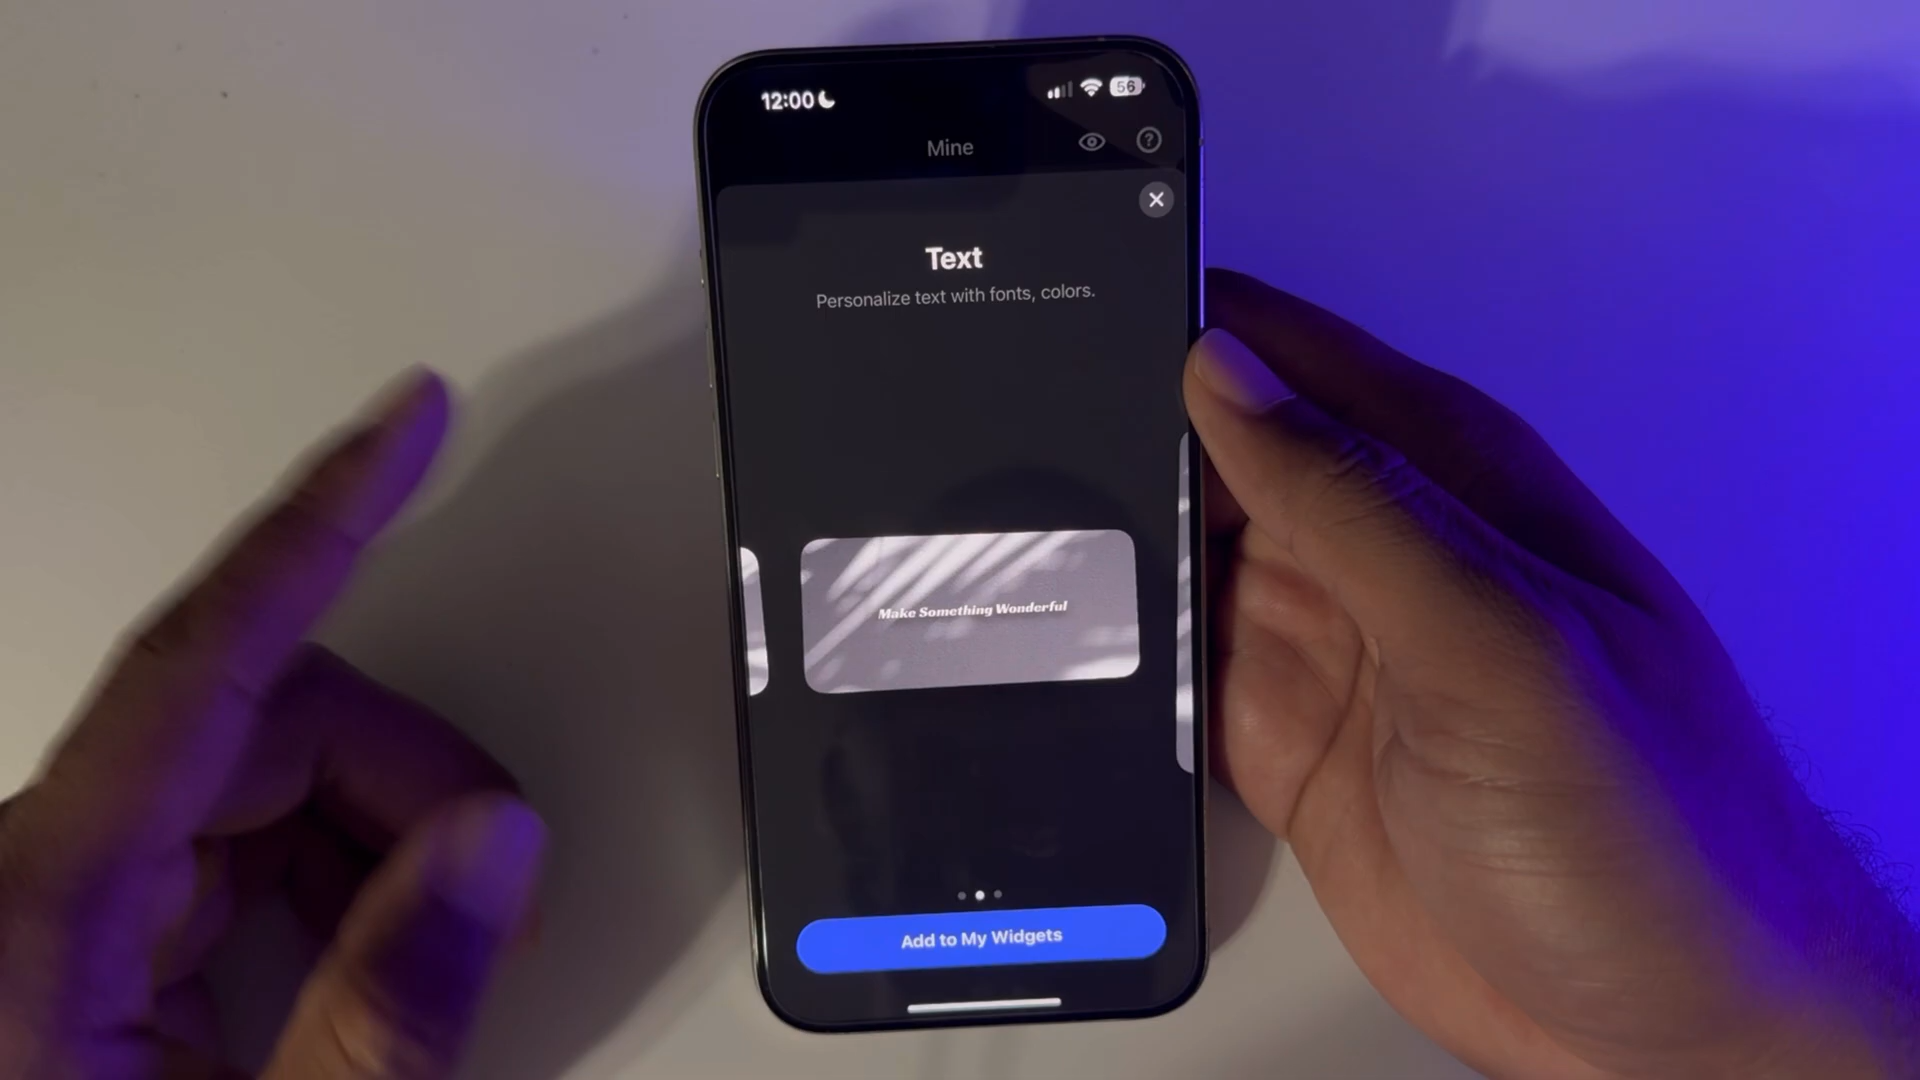 12:00
56
Mine
Text
Personalize text with fonts, colors.
Make Something Wonderful
Add to My Widgets